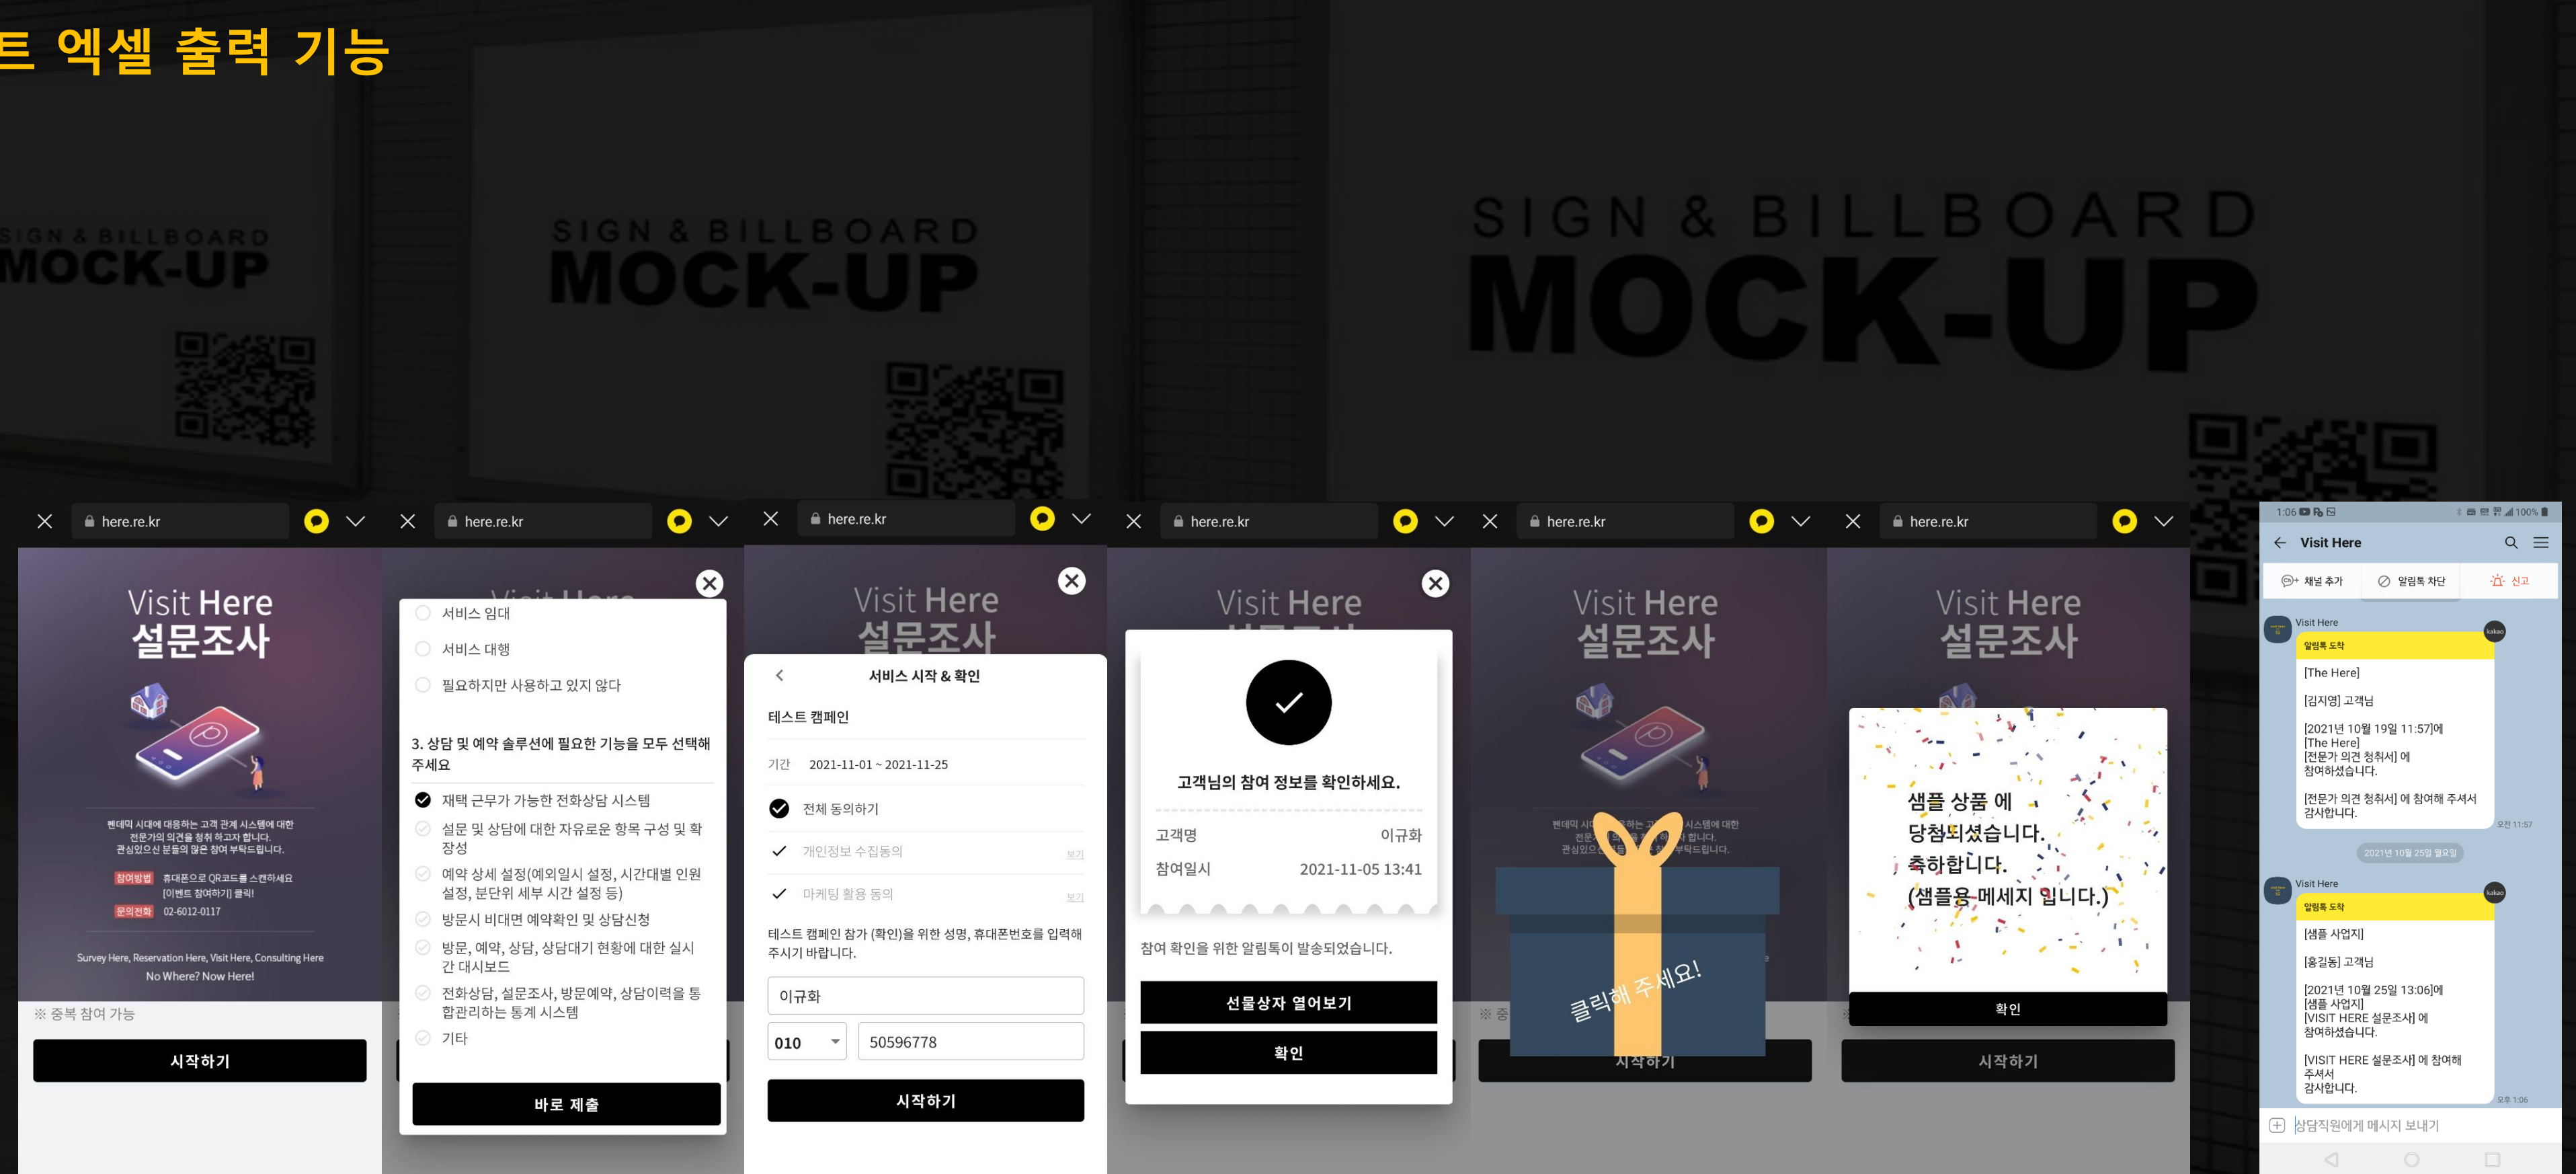 트 엑셀 출력 기능
SIGN & BILLBOARD
MOCK-UP
SIGN & BILLBOARD
MOCK-UP
SIGN & BILLBOARD
MOCK-UP
here.re.kr
Visit Here
설문조사
펜데믹 시대에 대응하는 고객 관계 시스템에 대한
전문가의 의견을 청취 하고자 합니다.
관심있으신 분들의 많은 참여 부탁드립니다.
참여방법 휴대폰으로 QR코드를 스캔하세요
[이벤트 참여하기] 클릭!
문의전화 02-6012-0117
Survey Here, Reservation Here, Visit Here, Consulting Here
No Where? Now Here!
※ 중복 참여 가능
시작하기
here.re.kr
서비스 임대
서비스 대행
필요하지만 사용하고 있지 않다
3. 상담 및 예약 솔루션에 필요한 기능을 모두 선택해
주세요
재택 근무가 가능한 전화상담 시스템
설문 및 상담에 대한 자유로운 항목 구성 및 확
장성
예약 상세 설정(예외일시 설정, 시간대별 인원
설정, 분단위 세부 시간 설정 등)
방문시 비대면 예약확인 및 상담신청
방문, 예약, 상담, 상담대기 현황에 대한 실시
간 대시보드
전화상담, 설문조사, 방문예약, 상담이력을 통
합관리하는 통계 시스템
기타
바로 제출
here.re.kr
Visit Here
설문조사
서비스 시작 & 확인
테스트 캠페인
기간 2021-11-01 ~ 2021-11-25
전체 동의하기
개인정보 수집동의 보기
마케팅 활용 동의 보기
테스트 캠페인 참가 (확인)을 위한 성명, 휴대폰번호를 입력해
주시기 바랍니다.
이규화
010 50596778
시작하기
here.re.kr
Visit Here
고객님의 참여 정보를 확인하세요.
고객명 이규화
참여일시 2021-11-05 13:41
참여 확인을 위한 알림톡이 발송되었습니다.
선물상자 열어보기
확인
here.re.kr
Visit Here
설문조사
클릭해 주세요!
※ 중
시작하기
here.re.kr
Visit Here
설문조사
샘플 상품 에
당첨되셨습니다.
축하합니다.
(샘플용 메세지 입니다.)
확인
시작하기
1:06 100%
Visit Here
채널 추가 알림톡 차단 신고
Visit Here
kakao
알림톡 도착
[The Here]
[김지영] 고객님
[2021년 10월 19일 11:57]에
[The Here]
[전문가 의견 청취서] 에
참여하셨습니다.
[전문가 의견 청취서] 에 참여해 주셔서
감사합니다.
오전 11:57
2021년 10월 25일 월요일
Visit Here
kakao
알림톡 도착
[샘플 사업지]
[홍길동] 고객님
[2021년 10월 25일 13:06]에
[샘플 사업지]
[VISIT HERE 설문조사] 에
참여하셨습니다.
[VISIT HERE 설문조사] 에 참여해
주셔서
감사합니다.
오후 1:06
상담직원에게 메시지 보내기